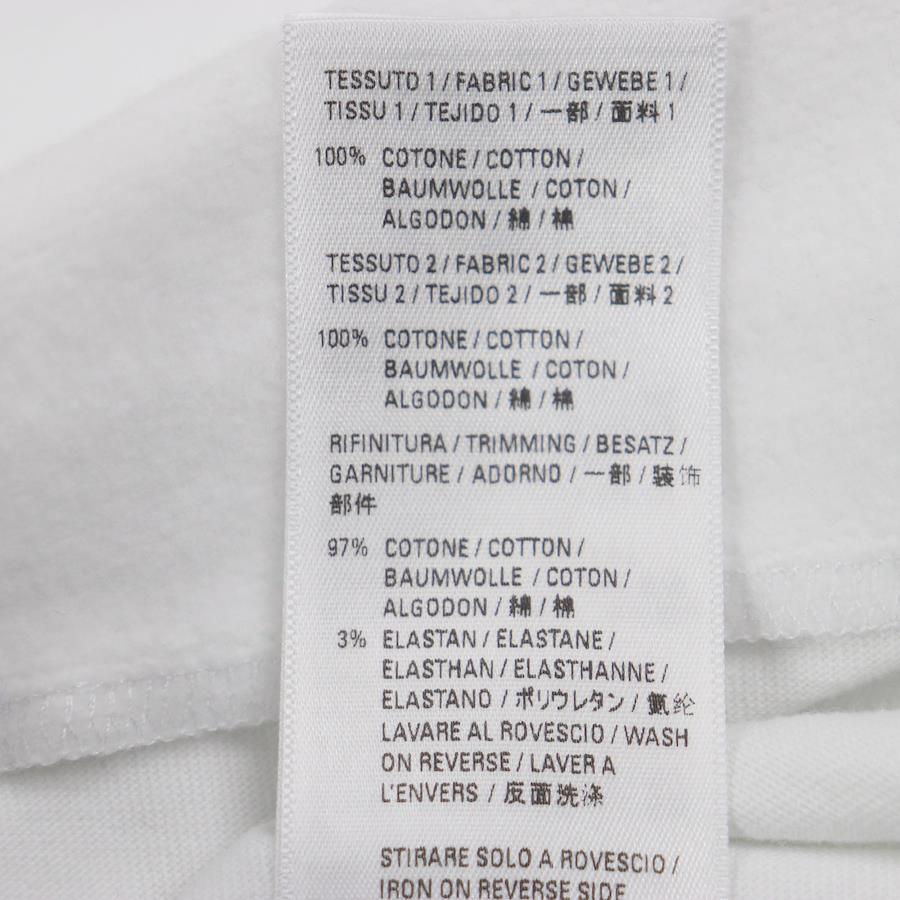 TESSUTO 1 / FABRIC 1 / GEWEBE 1 /
TISSU 1 / TEJIDO 1 / 一部 / 面料 1
100% COTONE / COTTON /
BAUMWOLLE / COTON /
ALGODON / 綿 / 棉
TESSUTO 2 / FABRIC 2 / GEWEBE 2 /
TISSU 2 / TEJIDO 2 / 一部 / 面料 2
100% COTONE / COTTON /
BAUMWOLLE / COTON /
ALGODON / 綿 / 棉
RIFINITURA / TRIMMING / BESATZ /
GARNITURE / ADORNO / 一部 / 装饰
部件
97% COTONE / COTTON /
BAUMWOLLE / COTON /
ALGODON / 綿 / 棉
3% ELASTAN / ELASTANE /
ELASTHAN / ELASTHANNE /
ELASTANO / ポリウレタン / 氨纶
LAVARE AL ROVESCIO / WASH
ON REVERSE / LAVER A
L'ENVERS / 反面洗涤
STIRARE SOLO A ROVESCIO /
IRON ON REVERSE SIDE